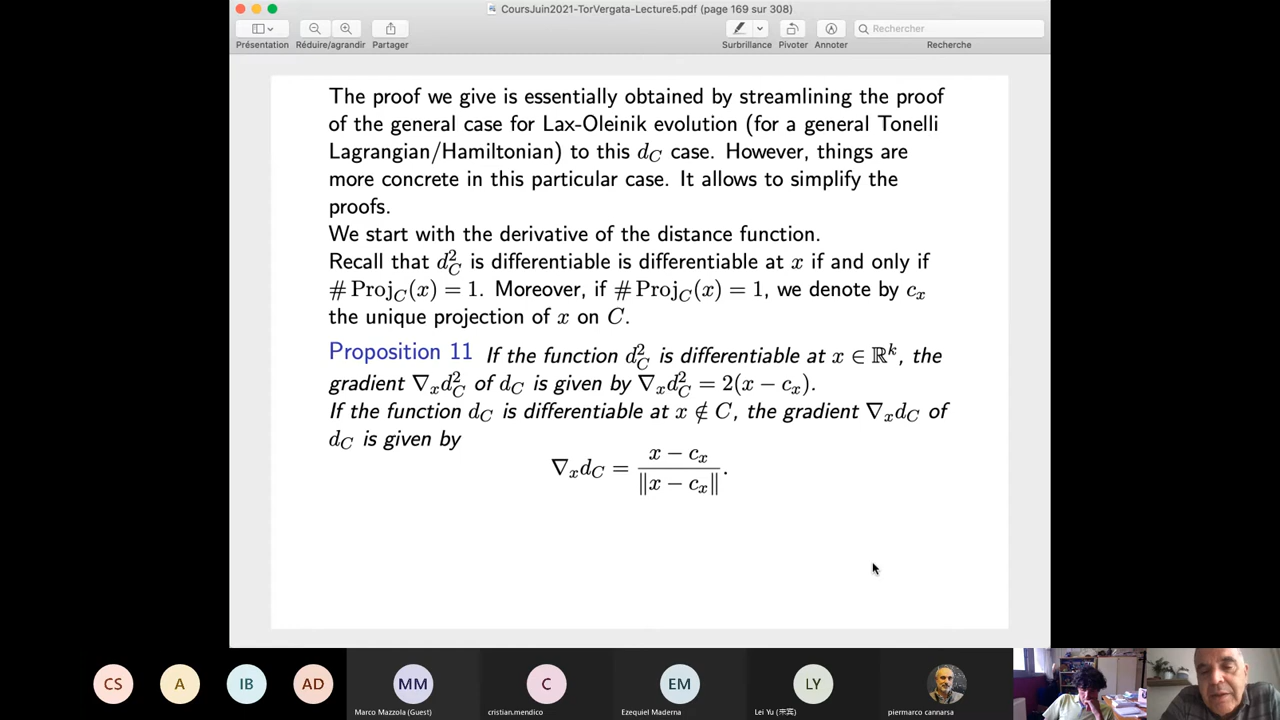 CoursJuin2021-TorVergata-Lecture5.pdf (page 169 sur 308)
Présentation Réduire/agrandir Partager Surbrillance Pivoter Annoter Rechercher
Recherche
The proof we give is essentially obtained by streamlining the proof
of the general case for Lax-Oleinik evolution (for a general Tonelli
Lagrangian/Hamiltonian) to this d_C case. However, things are
more concrete in this particular case. It allows to simplify the
proofs.
We start with the derivative of the distance function.
Recall that d_C^2 is differentiable is differentiable at x if and only if
# Proj_C(x) = 1. Moreover, if # Proj_C(x) = 1, we denote by c_x
the unique projection of x on C.
Proposition 11 If the function d_C^2 is differentiable at x ∈ ℝ^k, the
gradient ∇_x d_C^2 of d_C is given by ∇_x d_C^2 = 2(x − c_x).
If the function d_C is differentiable at x ∉ C, the gradient ∇_x d_C of
d_C is given by
∇_x d_C = (x − c_x) / ‖x − c_x‖.
CS A IB AD MM C EM LY
Marco Mazzola (Guest) cristian.mendico Ezequiel Maderna Lei Yu (宋宾) piermarco cannarsa